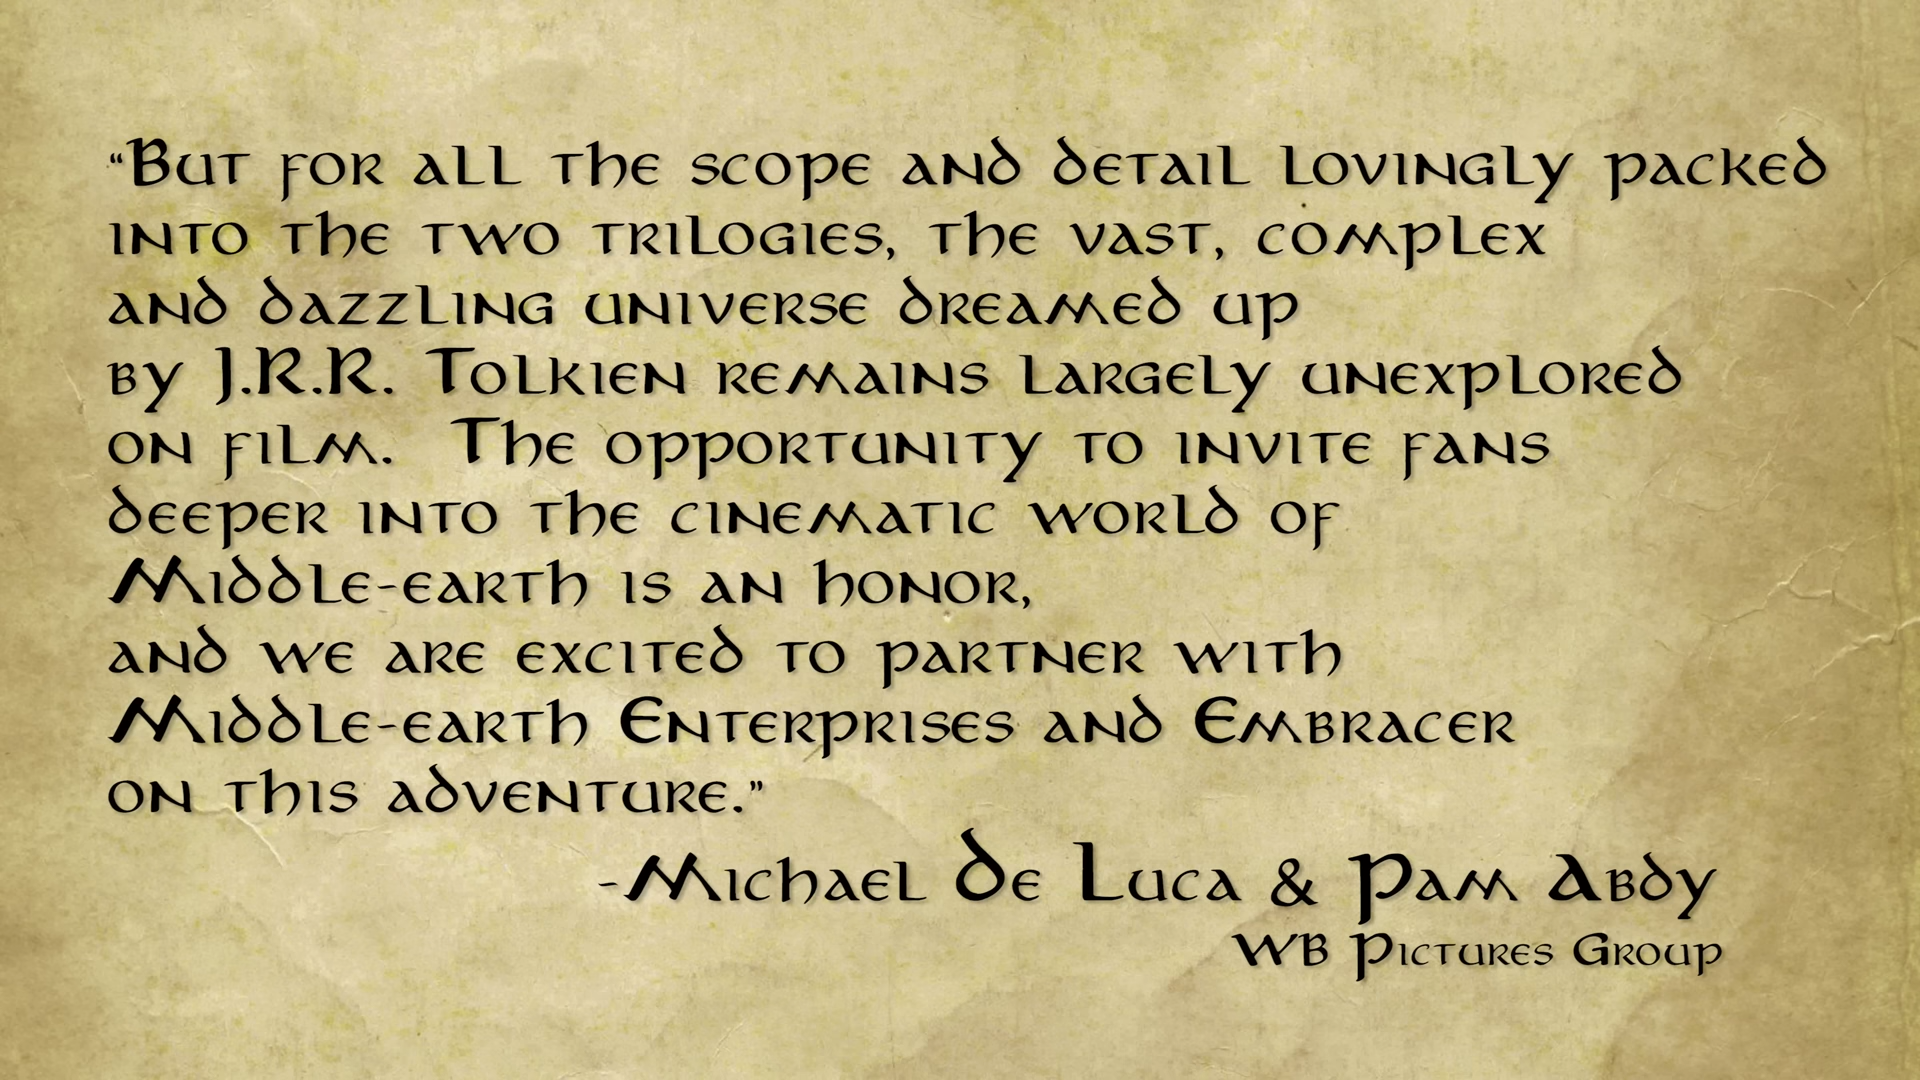 “But for all the scope and detail lovingly packed
into the two trilogies, the vast, complex
and dazzling universe dreamed up
by J.R.R. Tolkien remains largely unexplored
on film. The opportunity to invite fans
deeper into the cinematic world of
Middle-earth is an honor,
and we are excited to partner with
Middle-earth Enterprises and Embracer
on this adventure.”
-Michael De Luca & Pam Abdy
WB Pictures Group